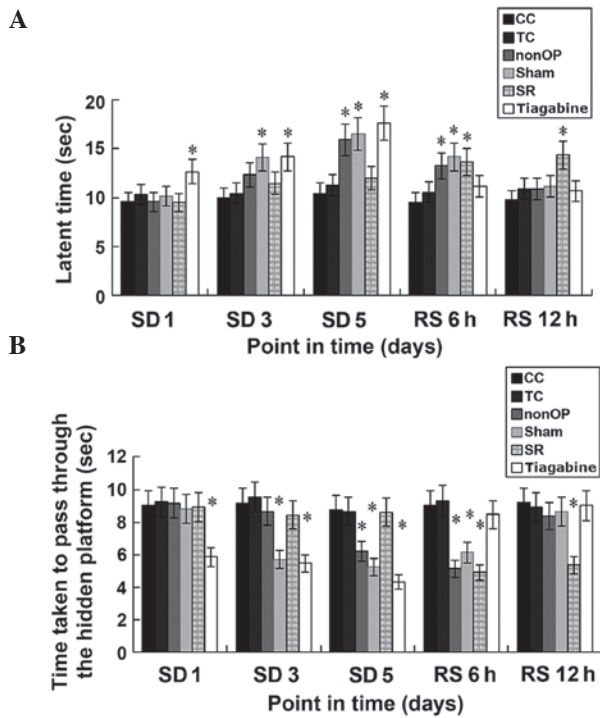 A
CC
TC
nonOP
Sham
SR
Tiagabine
Latent time (sec)
20
15
10
5
0
*
* *
* * *
* * *
*
SD 1 SD 3 SD 5 RS 6 h RS 12 h
Point in time (days)
B
CC
TC
nonOP
Sham
SR
Tiagabine
Time taken to pass through
the hidden platform (sec)
12
10
8
6
4
2
0
*
* *
* * *
* * *
*
SD 1 SD 3 SD 5 RS 6 h RS 12 h
Point in time (days)